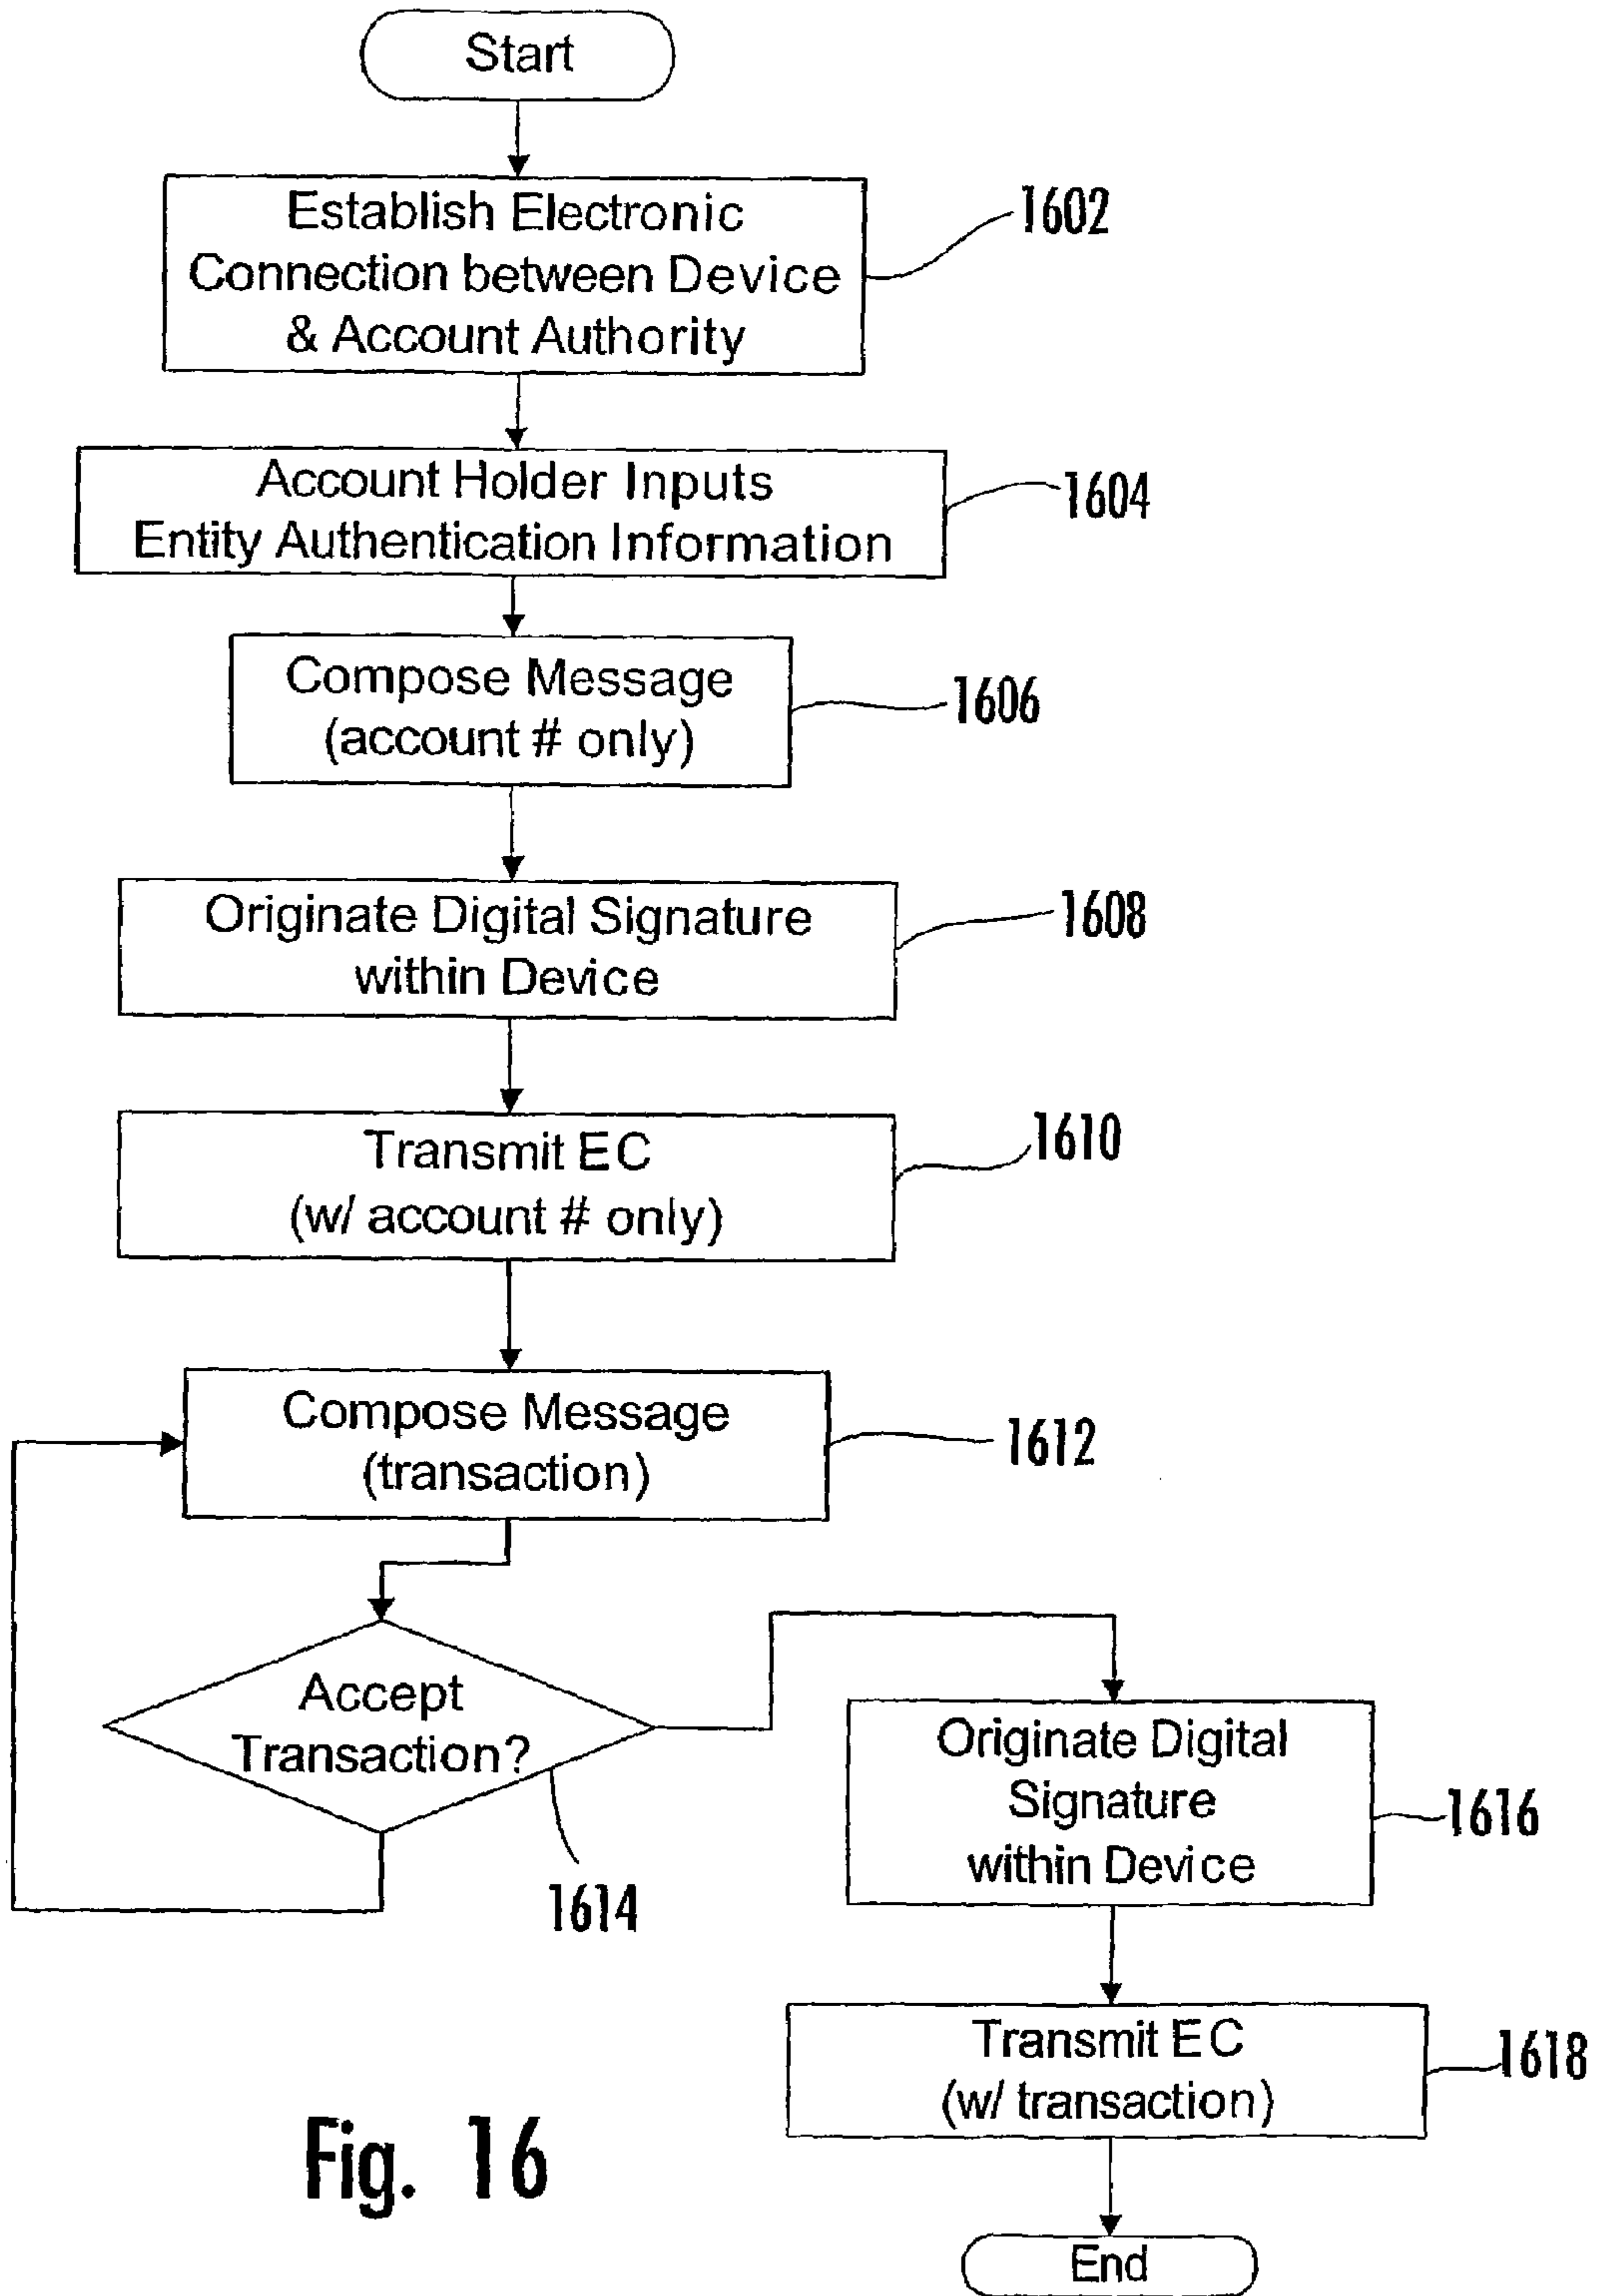 Start
Establish Electronic
Connection between Device
& Account Authority
1602
Account Holder Inputs
Entity Authentication Information
1604
Compose Message
(account # only)
1606
Originate Digital Signature
within Device
1608
Transmit EC
(w/ account # only)
1610
Compose Message
(transaction)
1612
Accept
Transaction?
1614
Originate Digital
Signature
within Device
1616
Transmit EC
(w/ transaction)
1618
End
Fig. 16